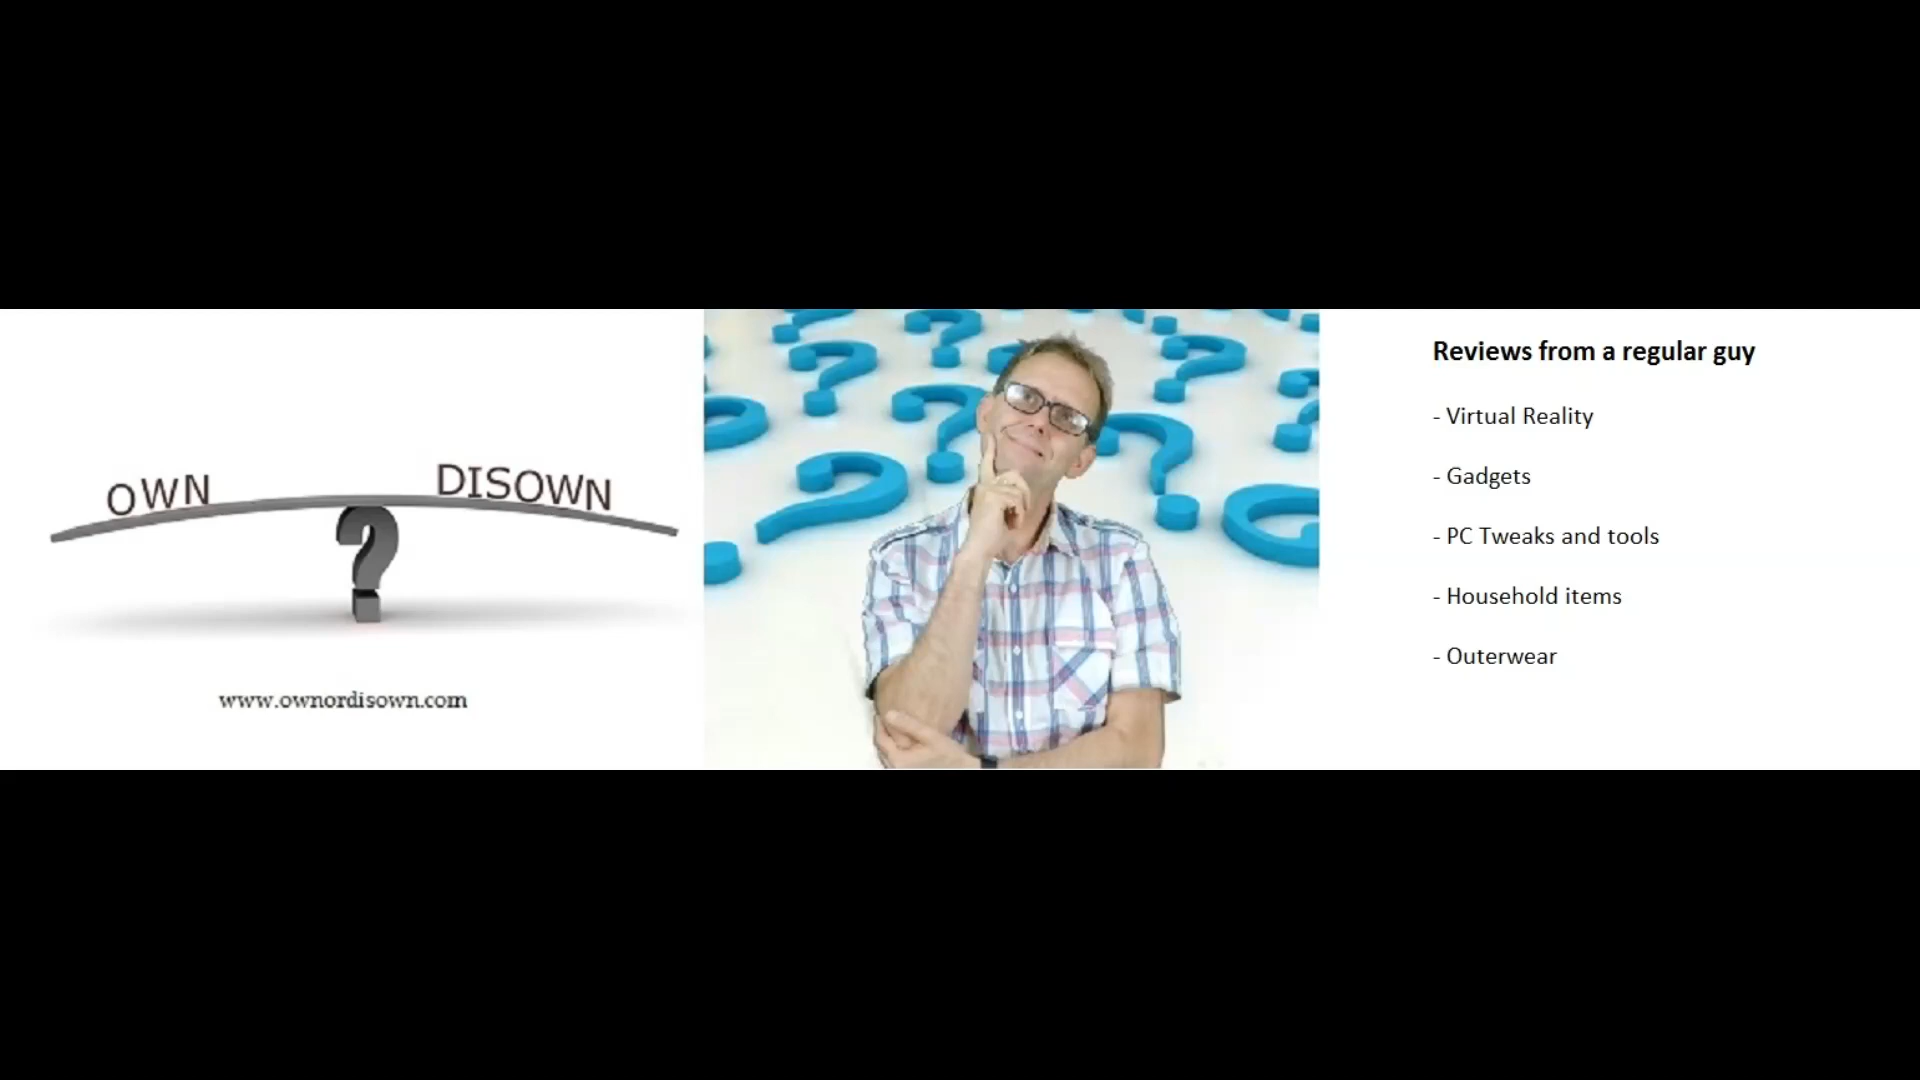 OWN
DISOWN
www.ownordisown.com
Reviews from a regular guy
- Virtual Reality
- Gadgets
- PC Tweaks and tools
- Household items
- Outerwear